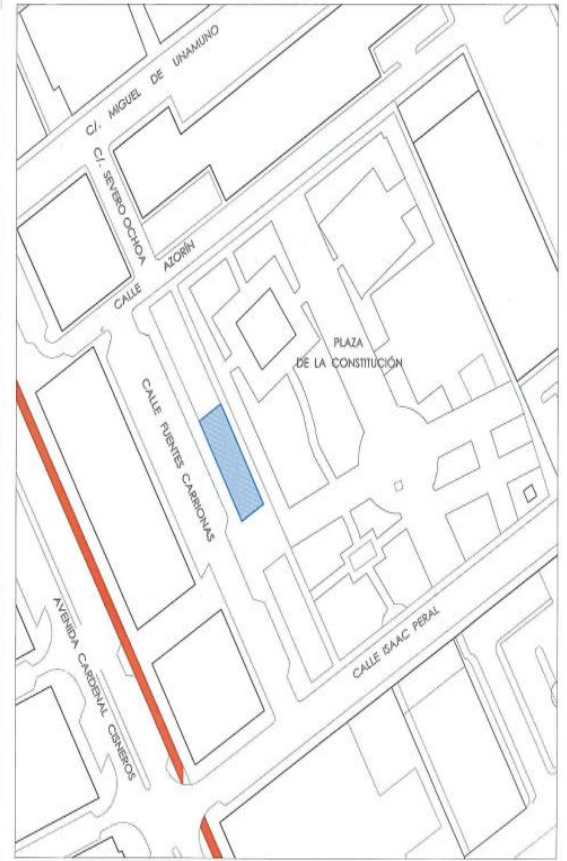 C/. MIGUEL DE UNAMUNO
C/. SEVERO OCHOA
CALLE AZORÍN
PLAZA
DE LA CONSTITUCIÓN
CALLE FUENTES CARRIONAS
AVENIDA CARDENAL CISNEROS
CALLE ISAAC PERAL